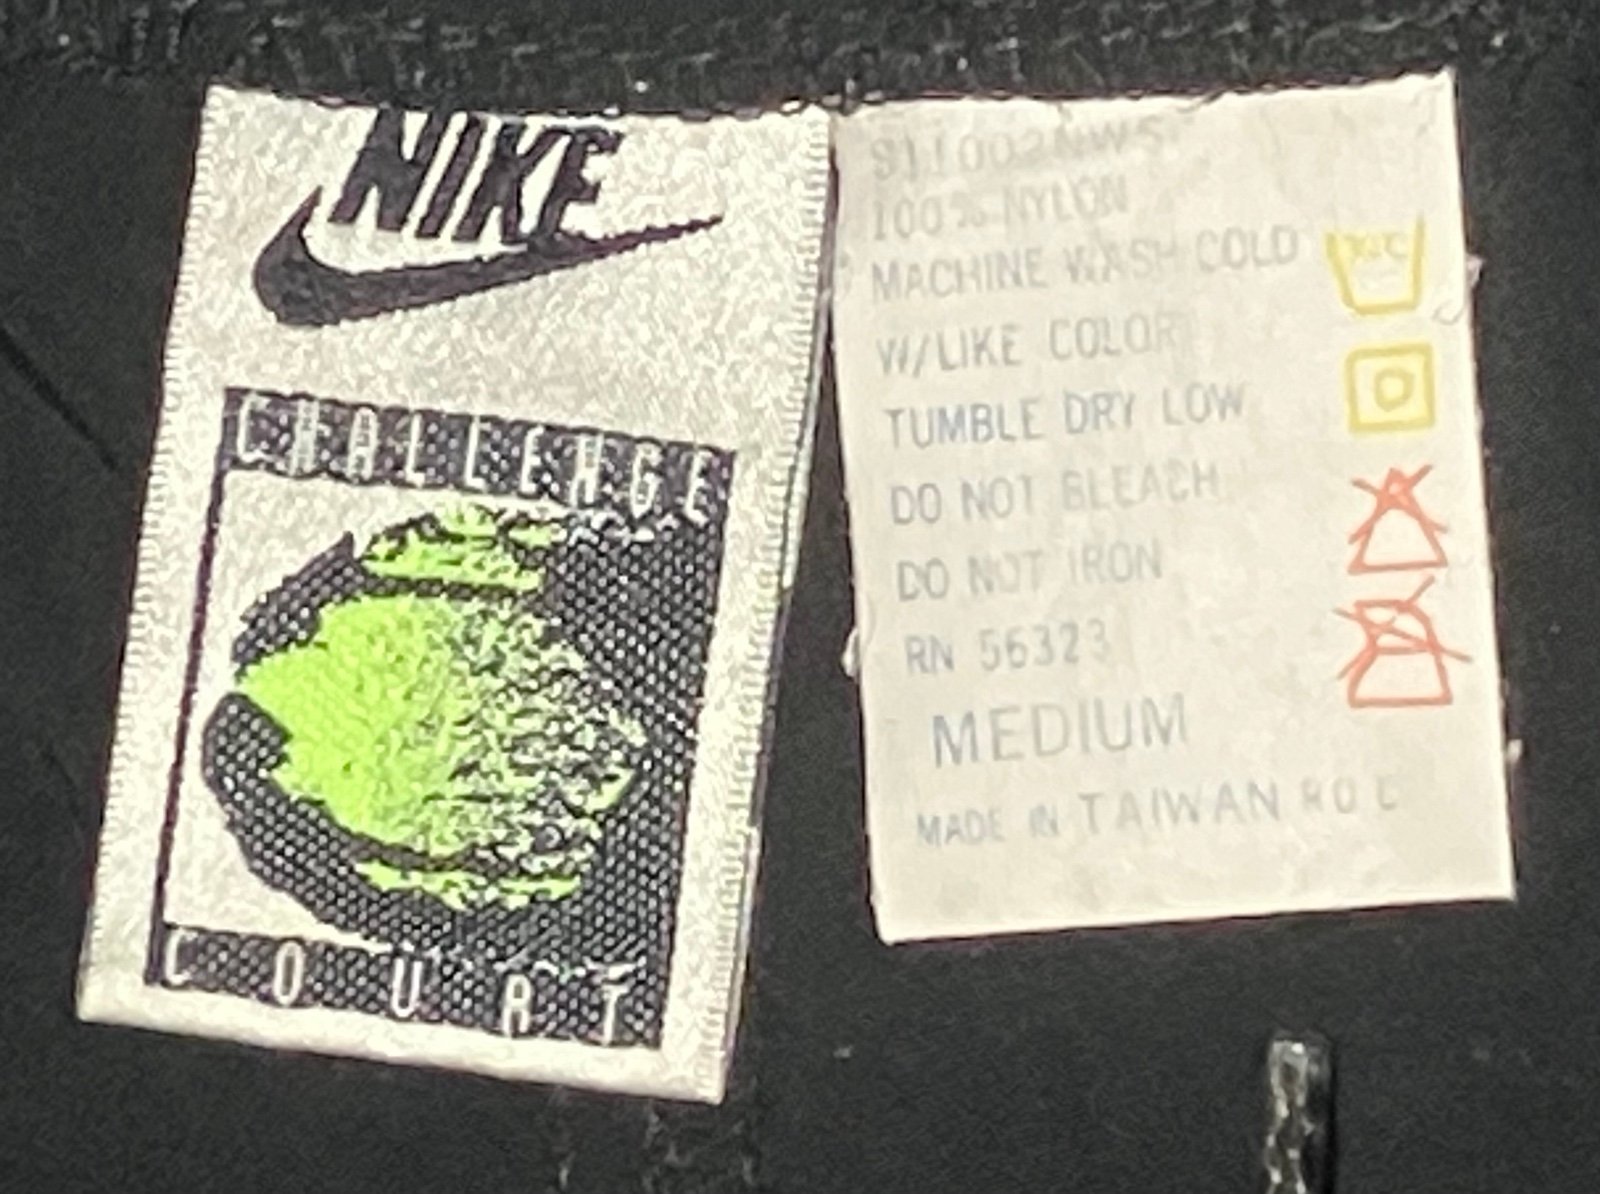 NIKE
CHALLENGE
COURT
100% NYLON
MACHINE WASH COLD
W/LIKE COLOR
TUMBLE DRY LOW
DO NOT BLEACH
DO NOT IRON
RN 56323
MEDIUM
MADE IN TAIWAN R O C